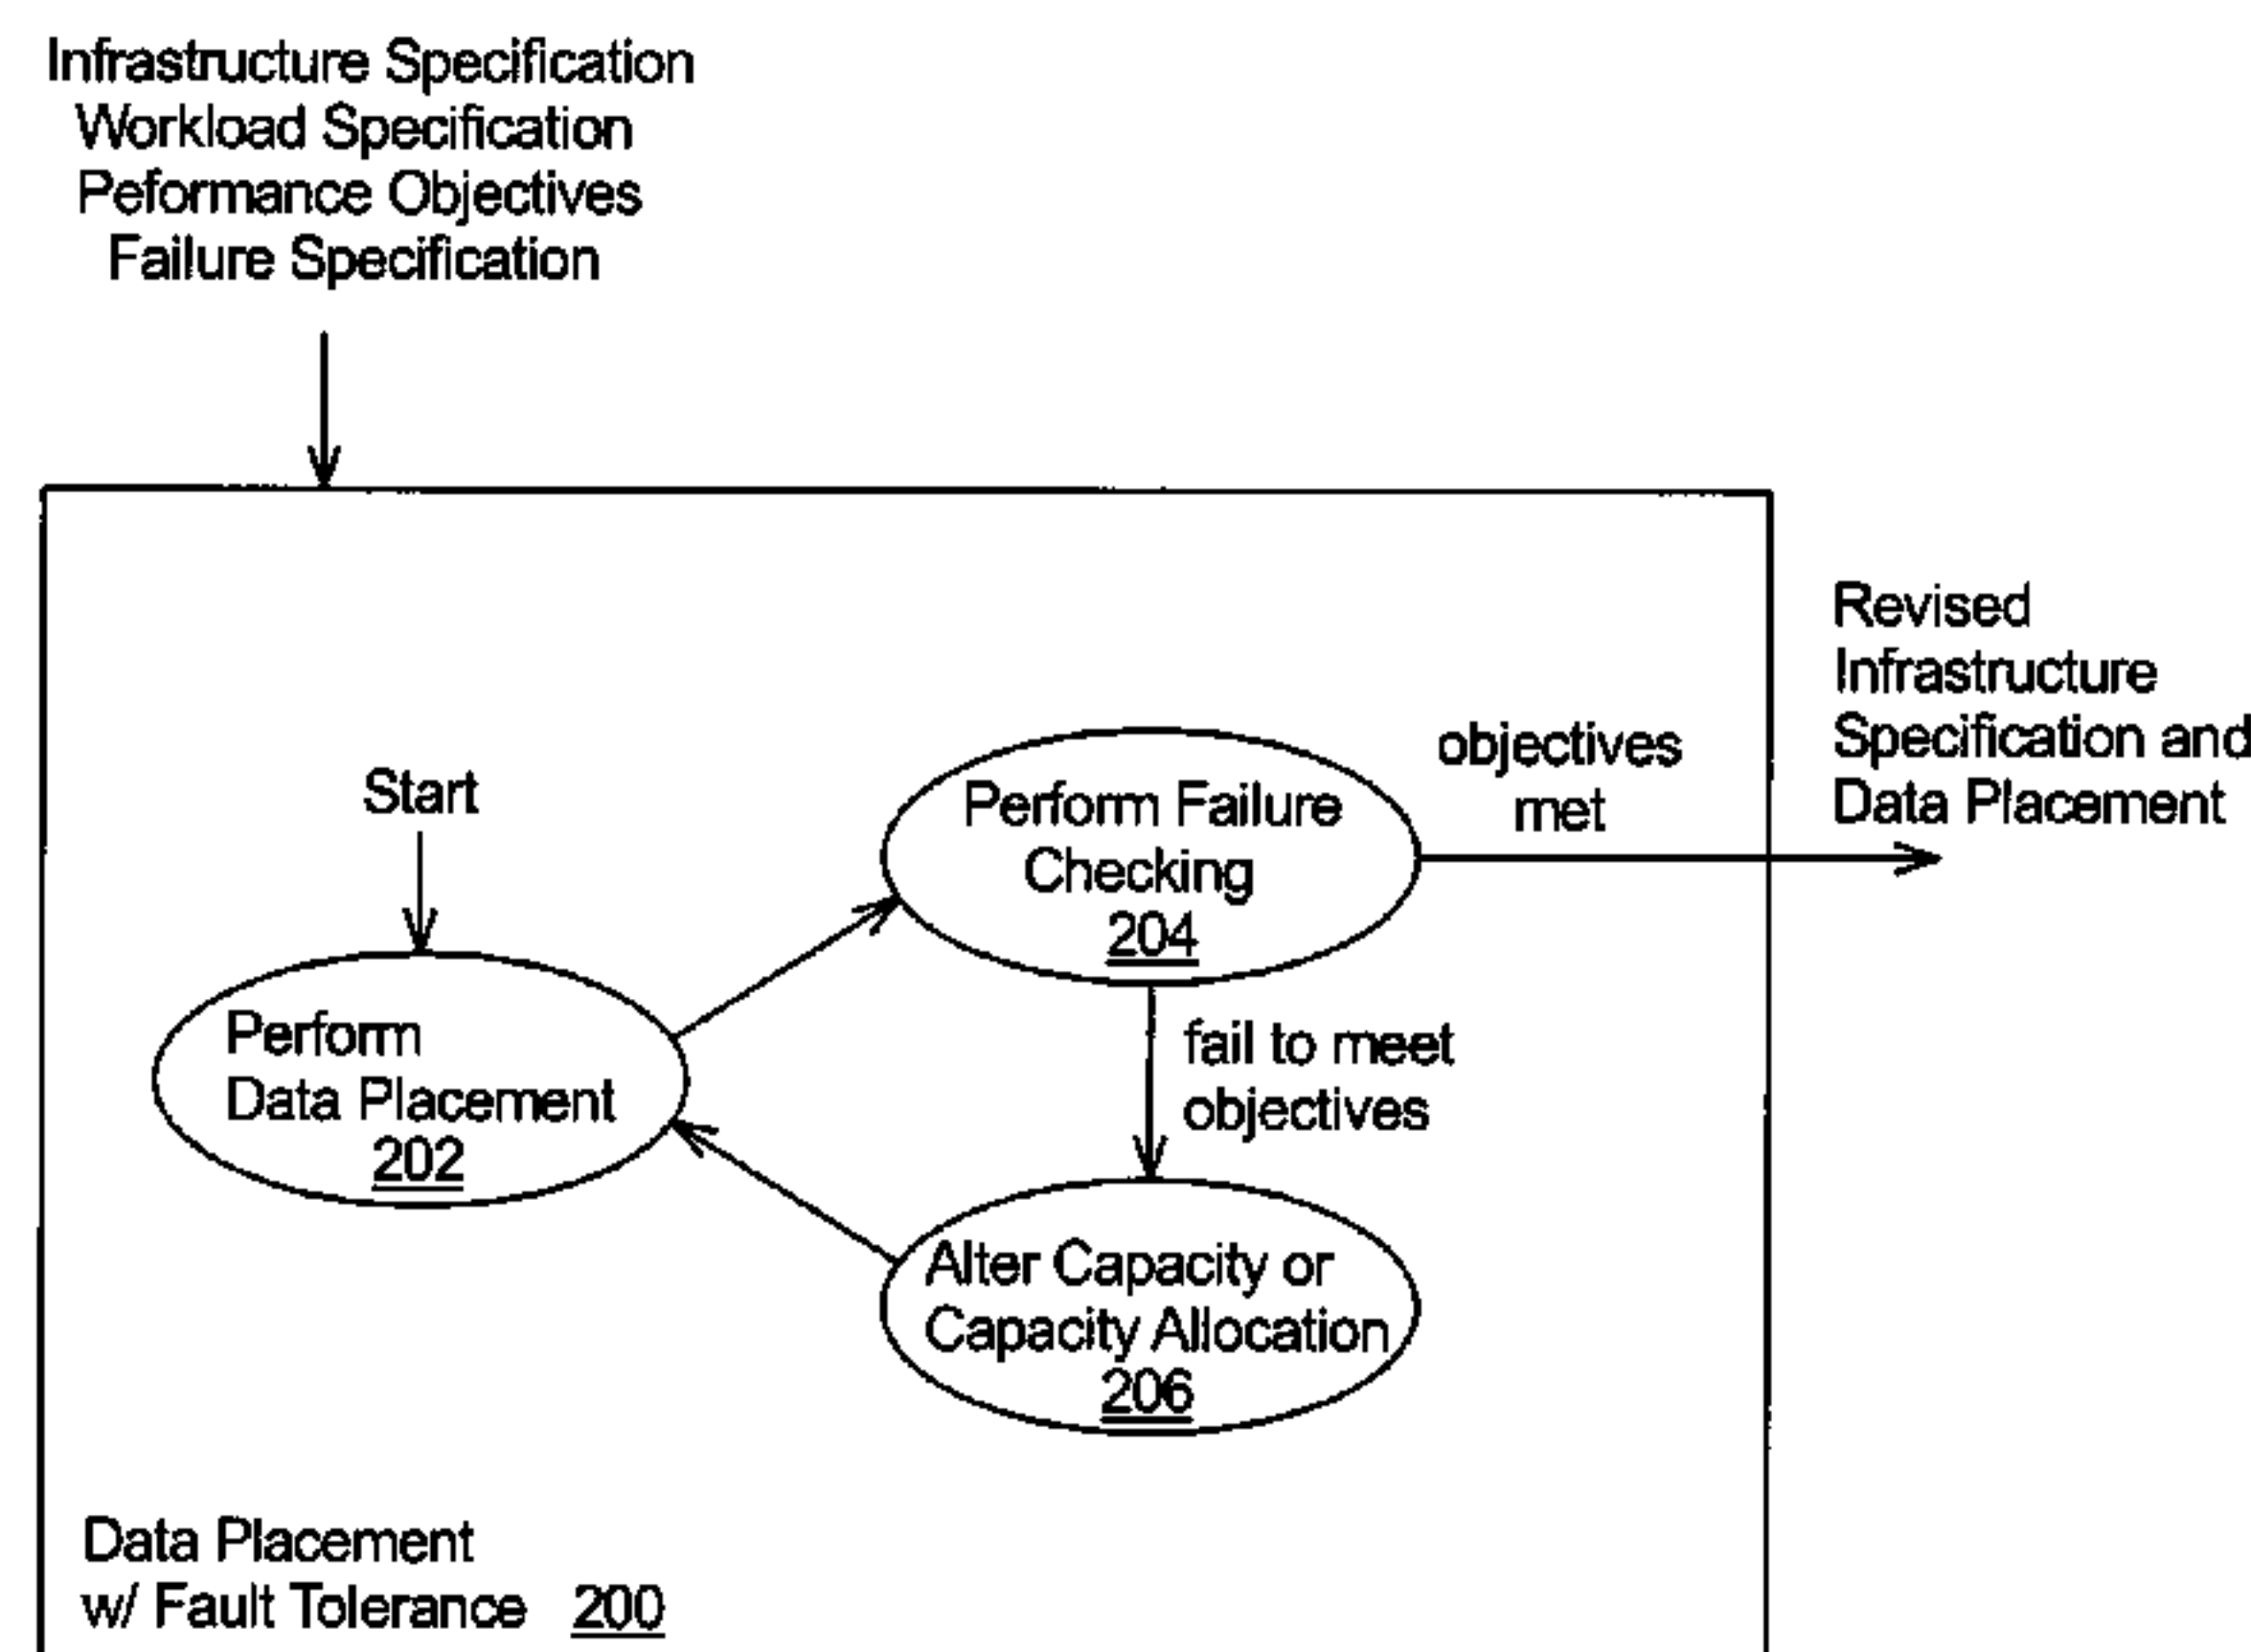 Infrastructure Specification
Workload Specification
Peformance Objectives
Failure Specification
Revised
Infrastructure
Specification and
Data Placement
objectives
met
Start
Perform Failure
Checking
204
Perform
Data Placement
202
fail to meet
objectives
Alter Capacity or
Capacity Allocation
206
Data Placement
w/ Fault Tolerance 200